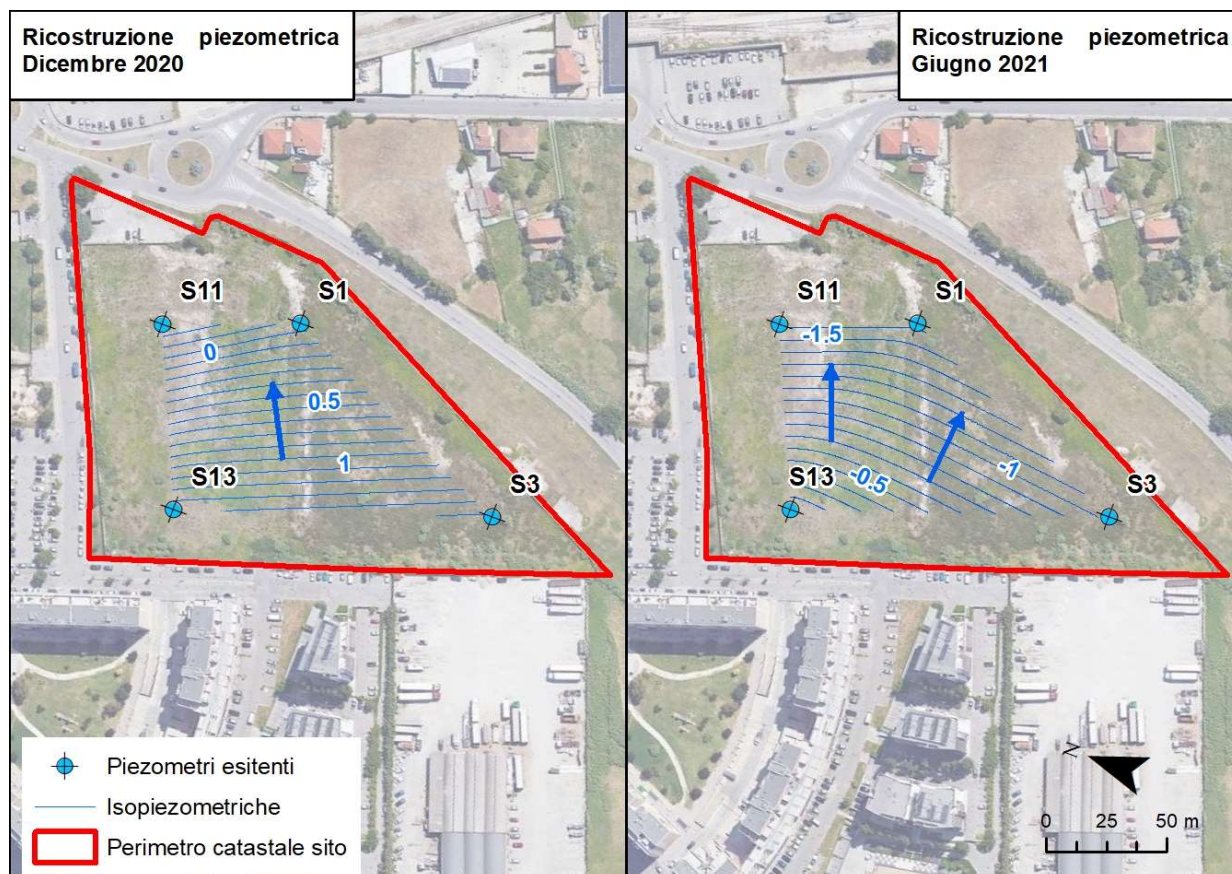 Ricostruzione piezometrica
Dicembre 2020
S11
S1
0
0.5
1
S13
S3
Piezometri esitenti
Isopiezometriche
Perimetro catastale sito
Ricostruzione piezometrica
Giugno 2021
S11
S1
-1.5
S13
-0.5
-1
S3
N
0 25 50 m